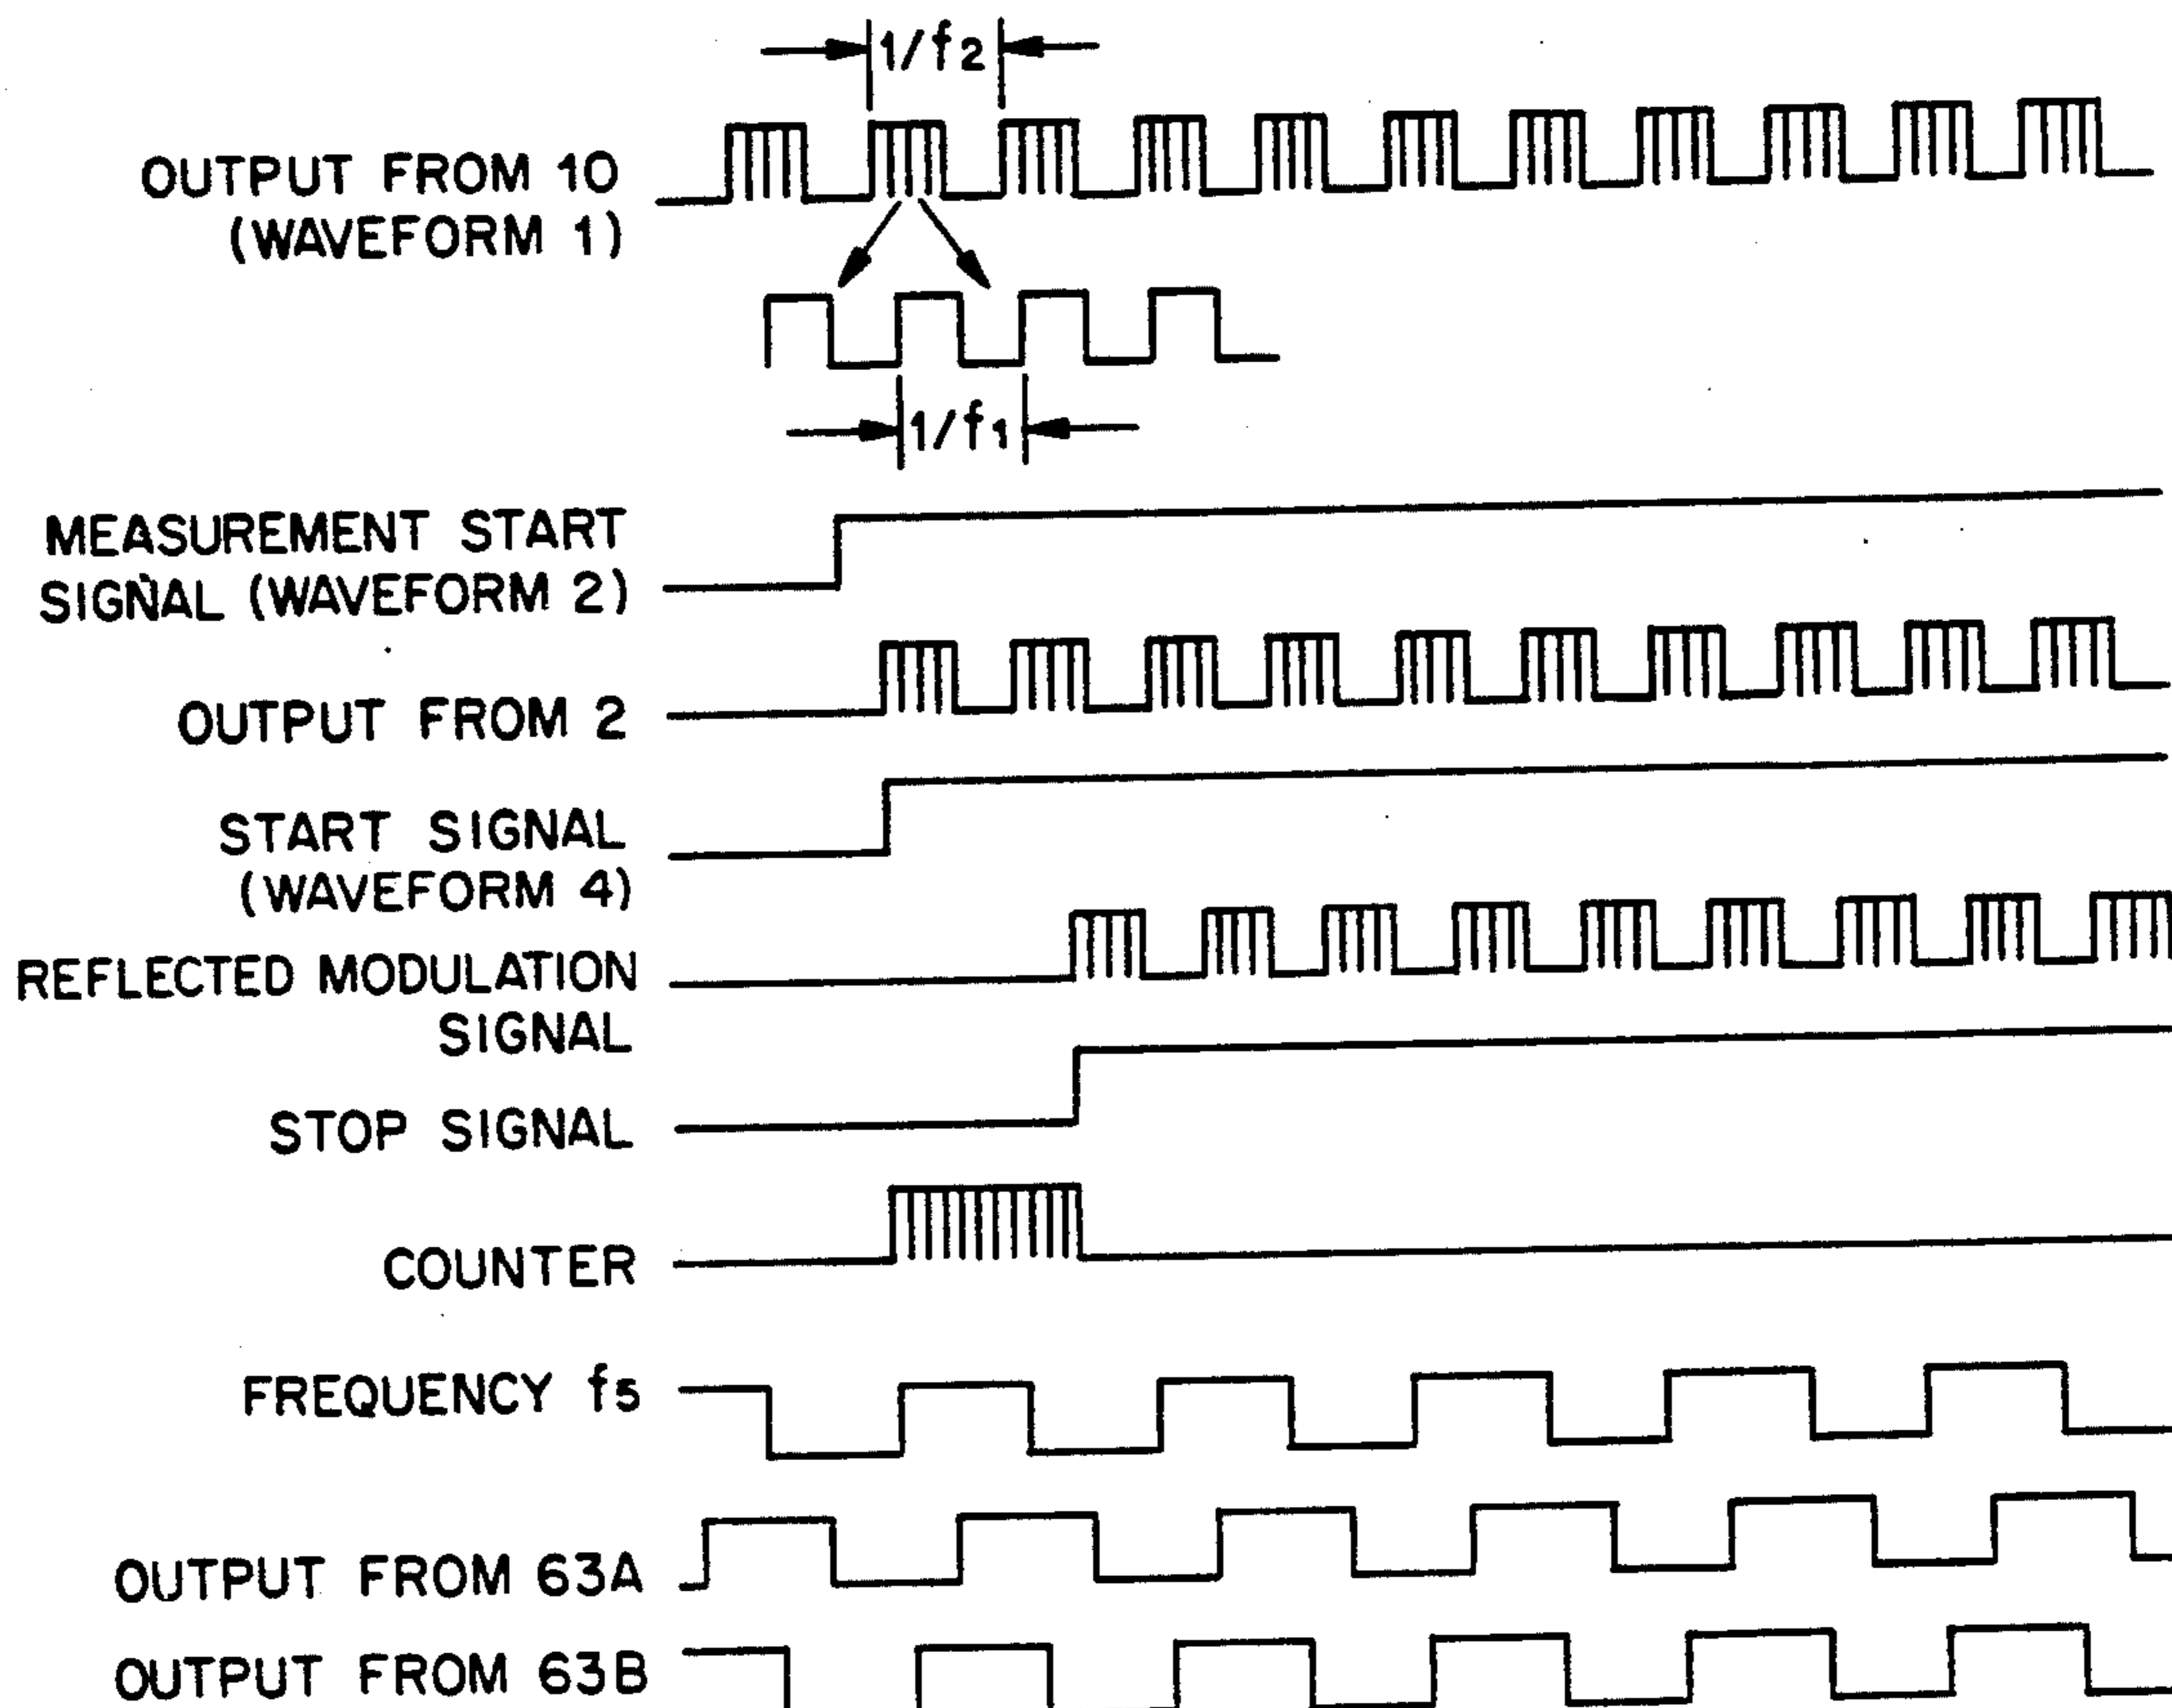 1/f2
OUTPUT FROM 10
(WAVEFORM 1)
1/f1
MEASUREMENT START
SIGNAL (WAVEFORM 2)
OUTPUT FROM 2
START SIGNAL
(WAVEFORM 4)
REFLECTED MODULATION
SIGNAL
STOP SIGNAL
COUNTER
FREQUENCY f5
OUTPUT FROM 63A
OUTPUT FROM 63B